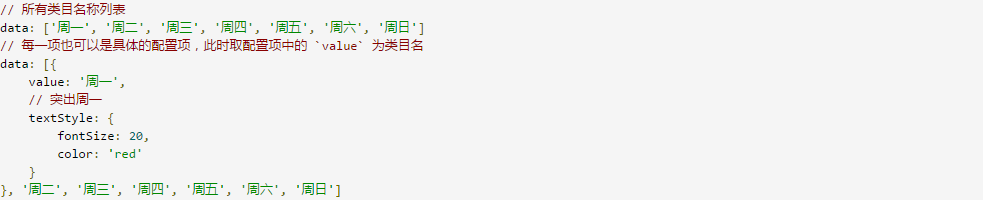 // 所有类目名称列表
data: ['周一', '周二', '周三', '周四', '周五', '周六', '周日']
// 每一项也可以是具体的配置项，此时取配置项中的 `value` 为类目名
data: [{
    value: '周一',
    // 突出周一
    textStyle: {
        fontSize: 20,
        color: 'red'
    }
}, '周二', '周三', '周四', '周五', '周六', '周日']